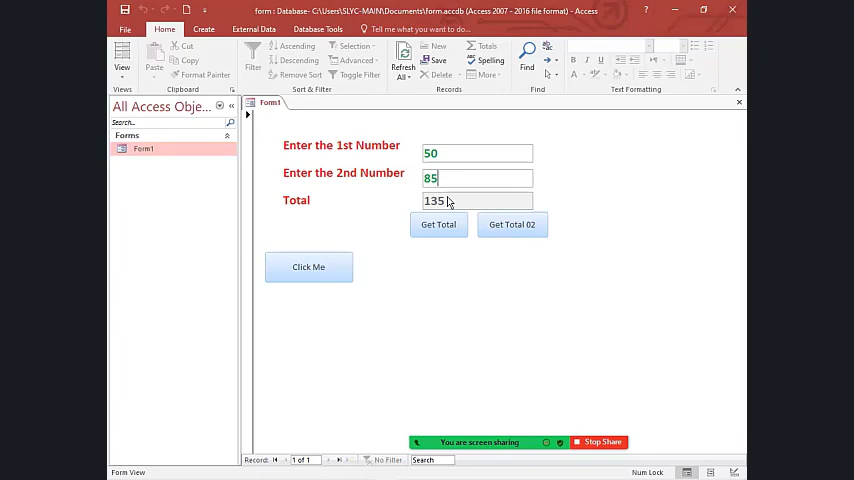 form : Database- C:\Users\SLYC-MAIN\Documents\form.accdb (Access 2007 - 2016 file format) - Access
File Home Create External Data Database Tools Tell me what you want to do...
View
Views
Paste
Cut
Copy
Format Painter
Clipboard
Filter
Ascending
Descending
Remove Sort
Selection
Advanced
Toggle Filter
Sort & Filter
Refresh
All
New
Save
Delete
Totals
Spelling
More
Records
Find
Find
B I U
A
Text Formatting
All Access Obje...
Search...
Forms
Form1
Form1
Enter the 1st Number 50
Enter the 2nd Number 85
Total 135
Get Total Get Total 02
Click Me
You are screen sharing Stop Share
Record: 1 of 1 No Filter Search
Form View Num Lock